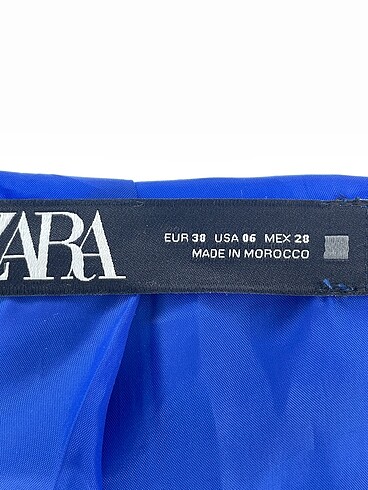 ZARA
EUR 38 USA 06 MEX 28
MADE IN MOROCCO